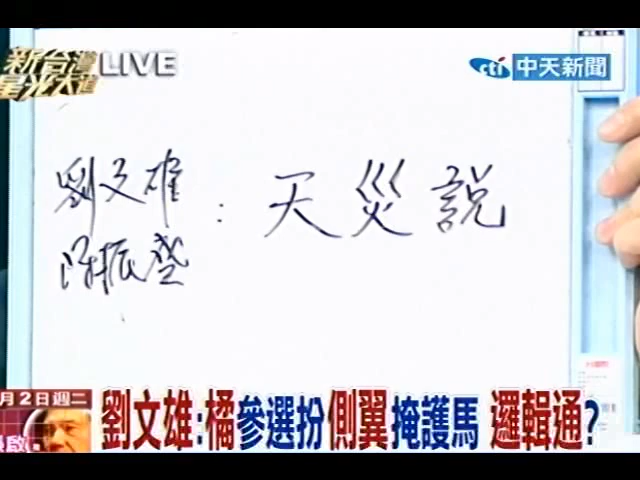 新台灣
星光大道
LIVE
cti 中天新聞
劉文雄
陳振盛 : 天災說
月2日週二
啟
劉文雄:橘參選扮側翼掩護馬 邏輯通?